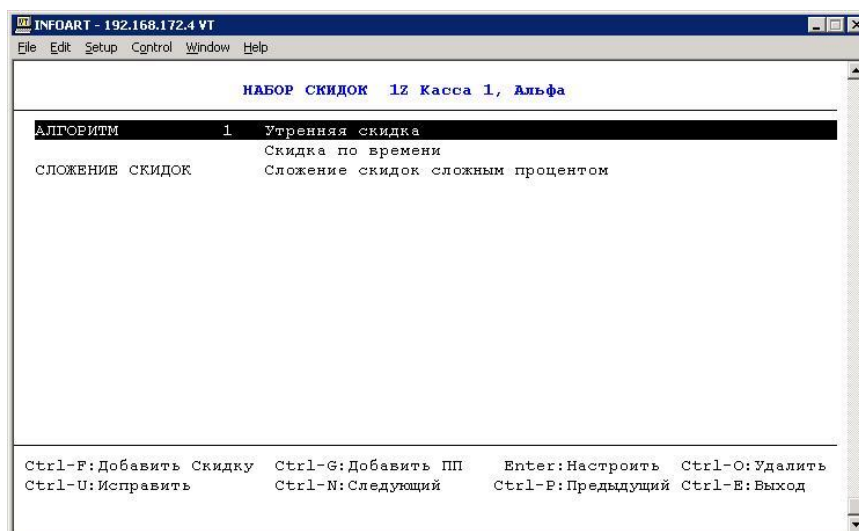 INFOART - 192.168.172.4 VT
File Edit Setup Control Window Help
НАБОР СКИДОК 1Z Касса 1, Альфа
АЛГОРИТМ 1 Утренняя скидка
Скидка по времени
СЛОЖЕНИЕ СКИДОК Сложение скидок сложным процентом
Ctrl-F:Добавить Скидку Ctrl-G:Добавить ПП Enter:Настроить Ctrl-O:Удалить
Ctrl-U:Исправить Ctrl-N:Следующий Ctrl-P:Предыдущий Ctrl-E:Выход